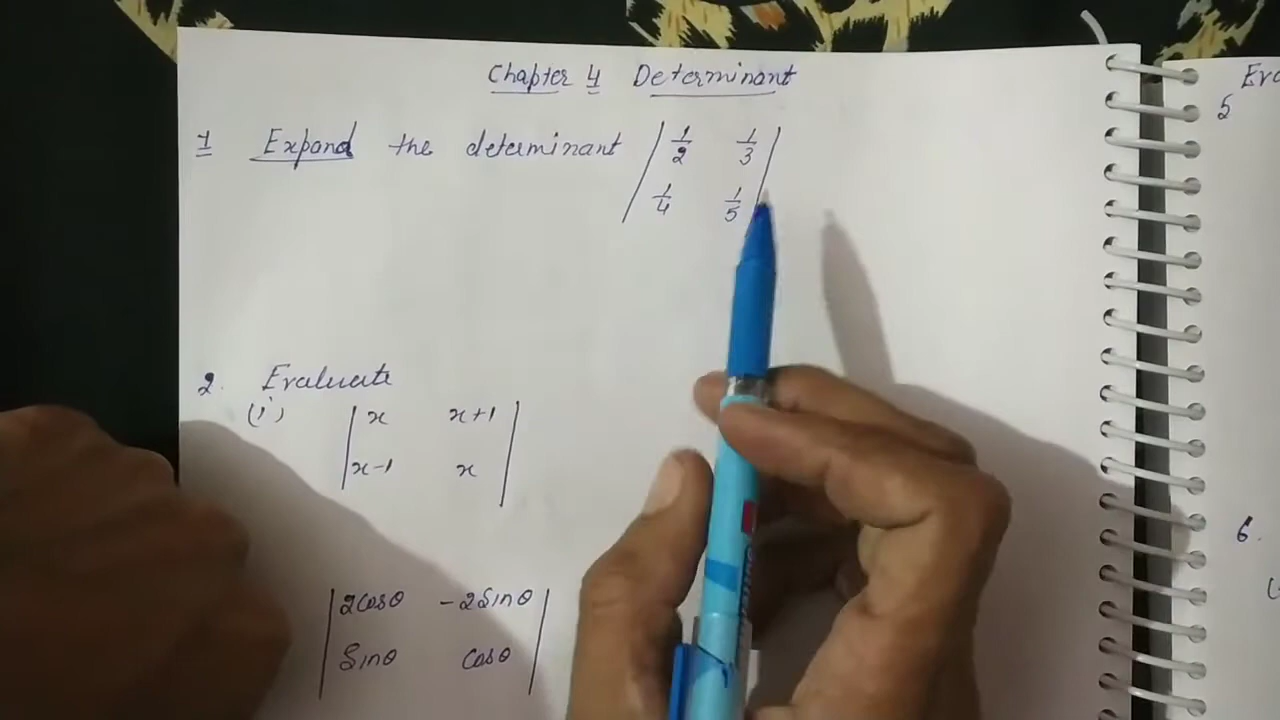 Chapter 4 Determinant
1 Expand the determinant | 1/2 1/3 |
| 1/4 1/5 |
2. Evaluate
(i) | x x+1 |
| x-1 x |
| 2cosθ -2sinθ |
| sinθ cosθ |
5
6.